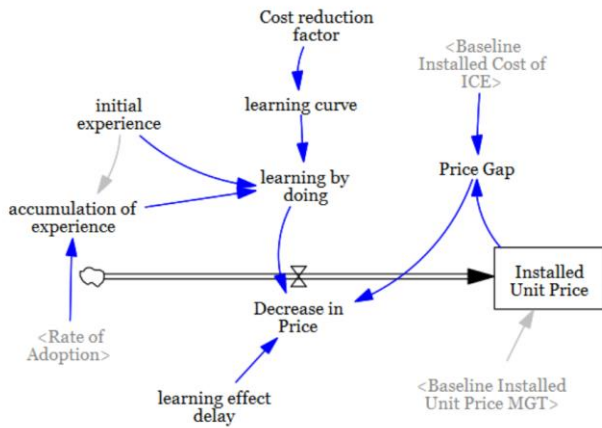 Cost reduction
factor
<Baseline
Installed Cost of
ICE>
learning curve
initial
experience
learning by
doing
Price Gap
accumulation of
experience
Installed
Unit Price
Decrease in
Price
<Rate of
Adoption>
learning effect
delay
<Baseline Installed
Unit Price MGT>